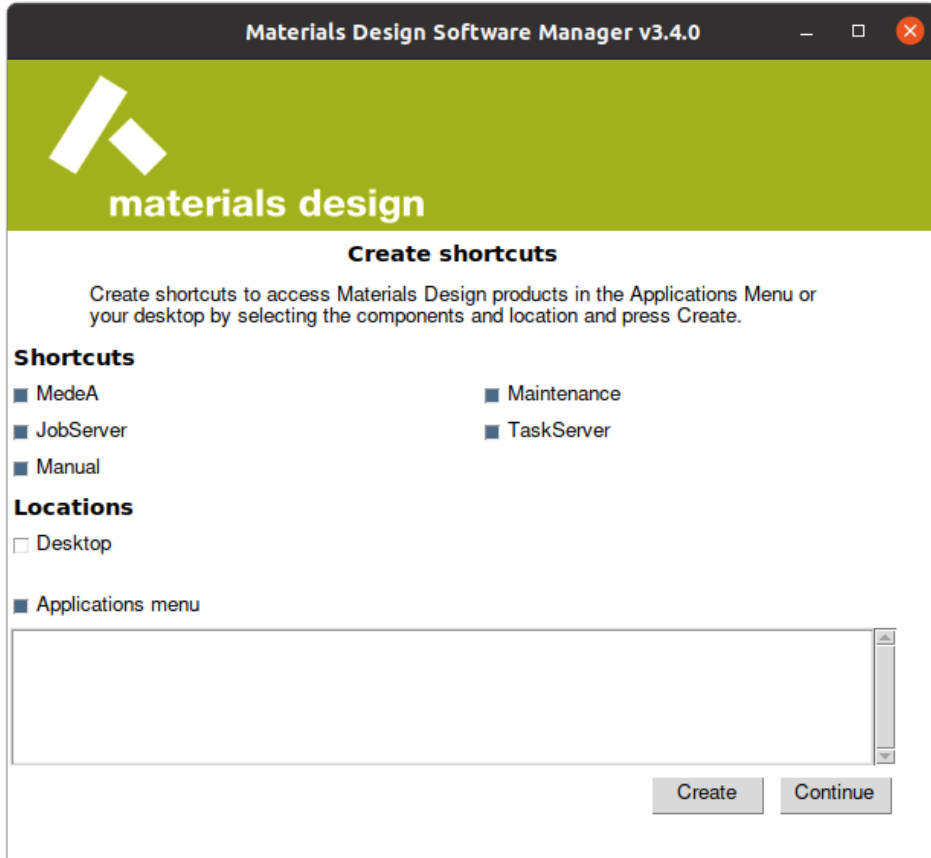 Materials Design Software Manager v3.4.0
materials design
Create shortcuts
Create shortcuts to access Materials Design products in the Applications Menu or
your desktop by selecting the components and location and press Create.
Shortcuts
MedeA
Maintenance
JobServer
TaskServer
Manual
Locations
Desktop
Applications menu
Create
Continue